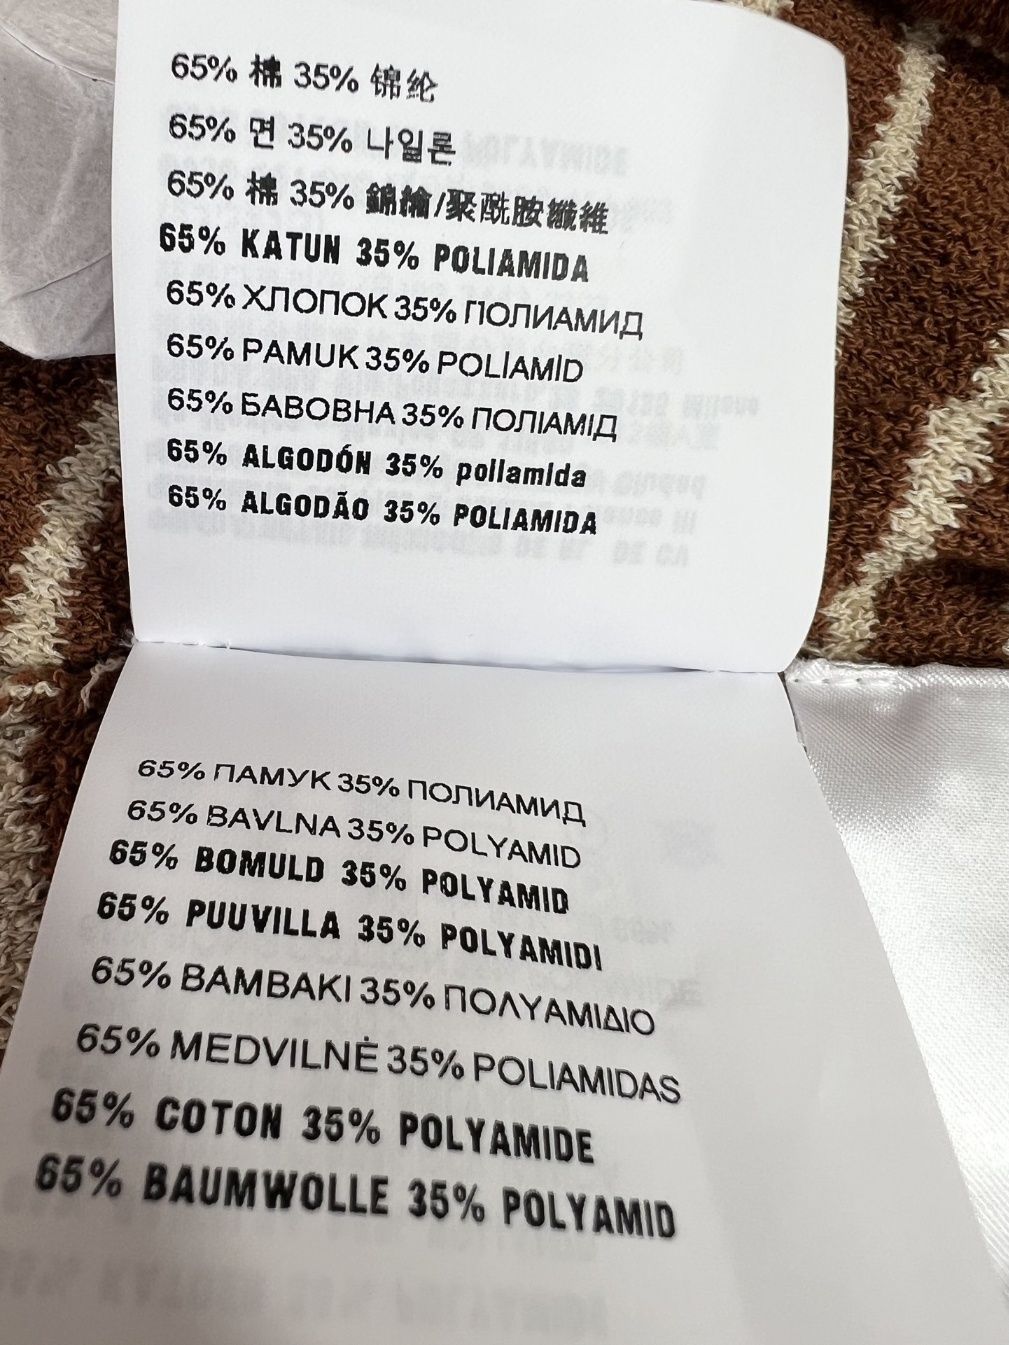 65% 棉 35% 锦纶
65% 면 35% 나일론
65% 棉 35% 錦綸/聚酰胺纖維
65% KATUN 35% POLIAMIDA
65% ХЛОПОК 35% ПОЛИАМИД
65% PAMUK 35% POLİAMİD
65% БАВОВНА 35% ПОЛІАМІД
65% ALGODÓN 35% poliamida
65% ALGODÃO 35% POLIAMIDA
65% ПАМУК 35% ПОЛИАМИД
65% BAVLNA 35% POLYAMID
65% BOMULD 35% POLYAMID
65% PUUVILLA 35% POLYAMIDI
65% ΒΑΜΒΑΚΙ 35% ΠΟΛΥΑΜΙΔΙΟ
65% MEDVILNĖ 35% POLIAMIDAS
65% COTON 35% POLYAMIDE
65% BAUMWOLLE 35% POLYAMID